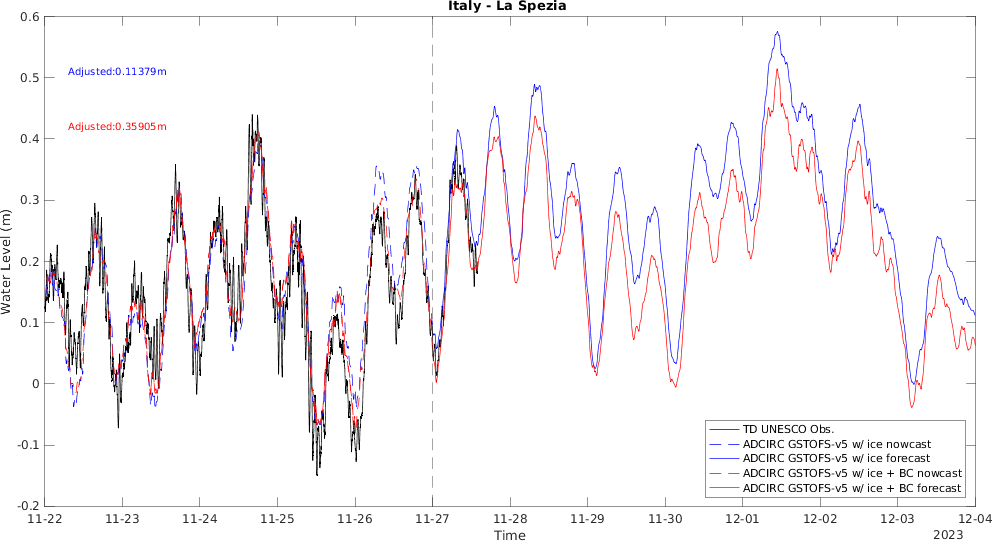 Italy - La Spezia
0.6
0.5
0.4
0.3
0.2
0.1
0
-0.1
-0.2
Water Level (m)
Adjusted:0.11379m
Adjusted:0.35905m
TD UNESCO Obs.
ADCIRC GSTOFS-v5 w/ ice nowcast
ADCIRC GSTOFS-v5 w/ ice forecast
ADCIRC GSTOFS-v5 w/ ice + BC nowcast
ADCIRC GSTOFS-v5 w/ ice + BC forecast
11-22 11-23 11-24 11-25 11-26 11-27 11-28 11-29 11-30 12-01 12-02 12-03 12-04
Time
2023